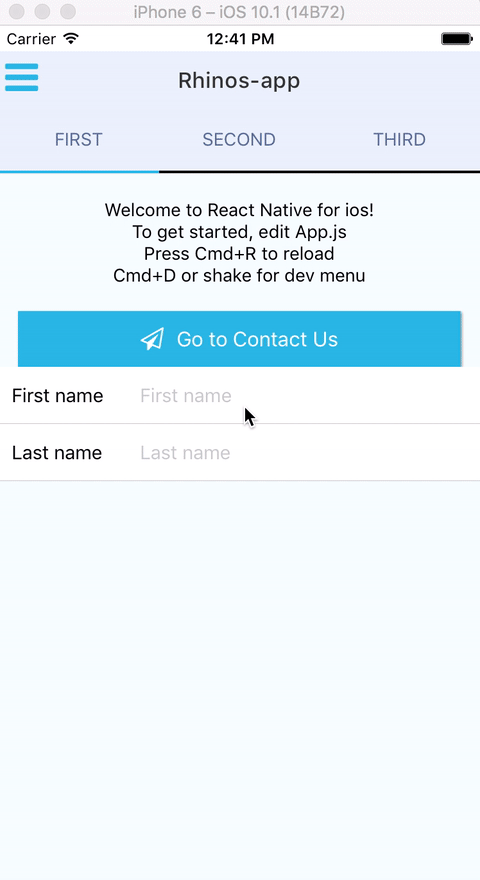 iPhone 6 – iOS 10.1 (14B72)
Carrier 12:41 PM
Rhinos-app
FIRST SECOND THIRD
Welcome to React Native for ios!
To get started, edit App.js
Press Cmd+R to reload
Cmd+D or shake for dev menu
Go to Contact Us
First name First name
Last name Last name